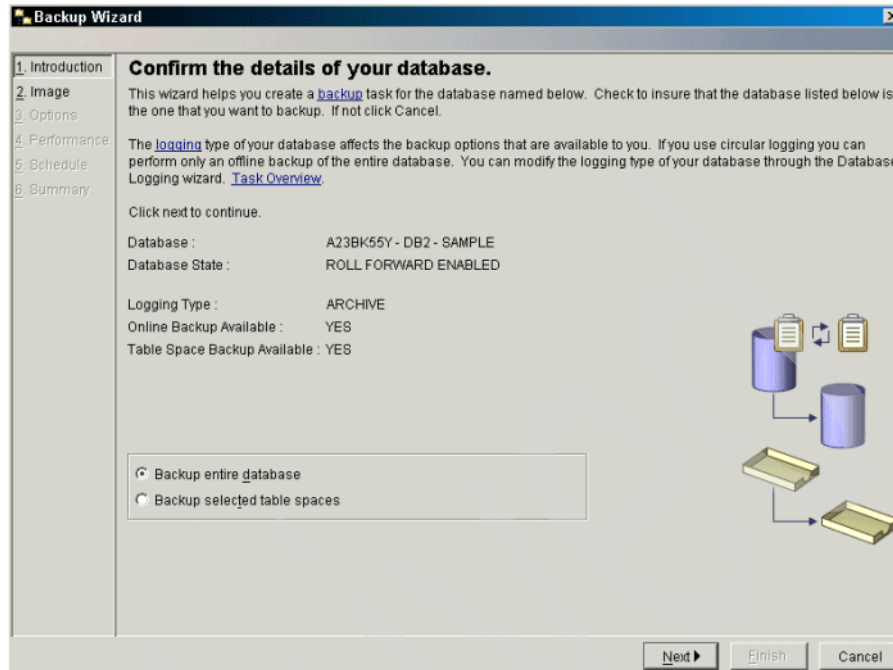 Backup Wizard
1. Introduction
2. Image
3. Options
4. Performance
5. Schedule
6. Summary
Confirm the details of your database.
This wizard helps you create a backup task for the database named below. Check to insure that the database listed below is
the one that you want to backup. If not click Cancel.
The logging type of your database affects the backup options that are available to you. If you use circular logging you can
perform only an offline backup of the entire database. You can modify the logging type of your database through the Database
Logging wizard. Task Overview.
Click next to continue.
Database : A23BK55Y - DB2 - SAMPLE
Database State : ROLL FORWARD ENABLED
Logging Type : ARCHIVE
Online Backup Available : YES
Table Space Backup Available : YES
Backup entire database
Backup selected table spaces
Next Finish Cancel